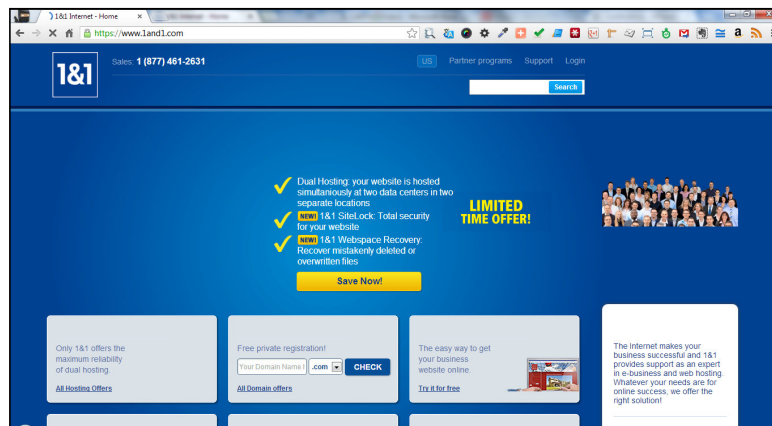 1&1 Internet - Home
https://www.1and1.com
1&1
Sales: 1 (877) 461-2631
US Partner programs Support Login
Search
Dual Hosting: your website is hosted
simultaniously at two data centers in two
separate locations
NEW! 1&1 SiteLock: Total security
for your website
NEW! 1&1 Webspace Recovery:
Recover mistakenly deleted or
overwritten files
Save Now!
LIMITED
TIME OFFER!
Only 1&1 offers the
maximum reliability
of dual hosting.
All Hosting Offers
Free private registration!
Your Domain Name .com CHECK
All Domain offers
The easy way to get
your business
website online.
Try it for free
The Internet makes your
business successful and 1&1
provides support as an expert
in e-business and web hosting.
Whatever your needs are for
online success, we offer the
right solution!